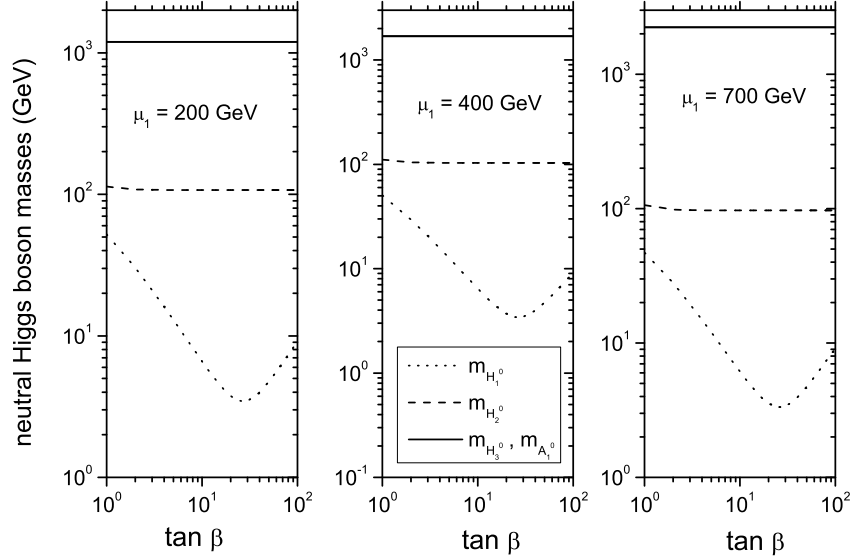 neutral Higgs boson masses (GeV)
10³
10²
10¹
10⁰
μ₁ = 200 GeV
10⁰ 10¹ 10²
tan β
10³
10²
10¹
10⁰
10⁻¹
μ₁ = 400 GeV
m_{H₁⁰}
m_{H₂⁰}
m_{H₃⁰} , m_{A₁⁰}
10⁰ 10¹ 10²
tan β
10³
10²
10¹
10⁰
μ₁ = 700 GeV
10⁰ 10¹ 10²
tan β